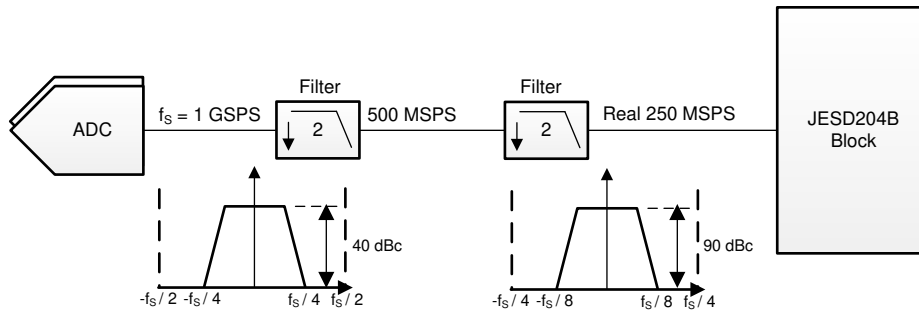 Filter
Filter
ADC
f_S = 1 GSPS
2
500 MSPS
2
Real 250 MSPS
JESD204B
Block
40 dBc
90 dBc
-f_S / 2
-f_S / 4
f_S / 4
f_S / 2
-f_S / 4
-f_S / 8
f_S / 8
f_S / 4